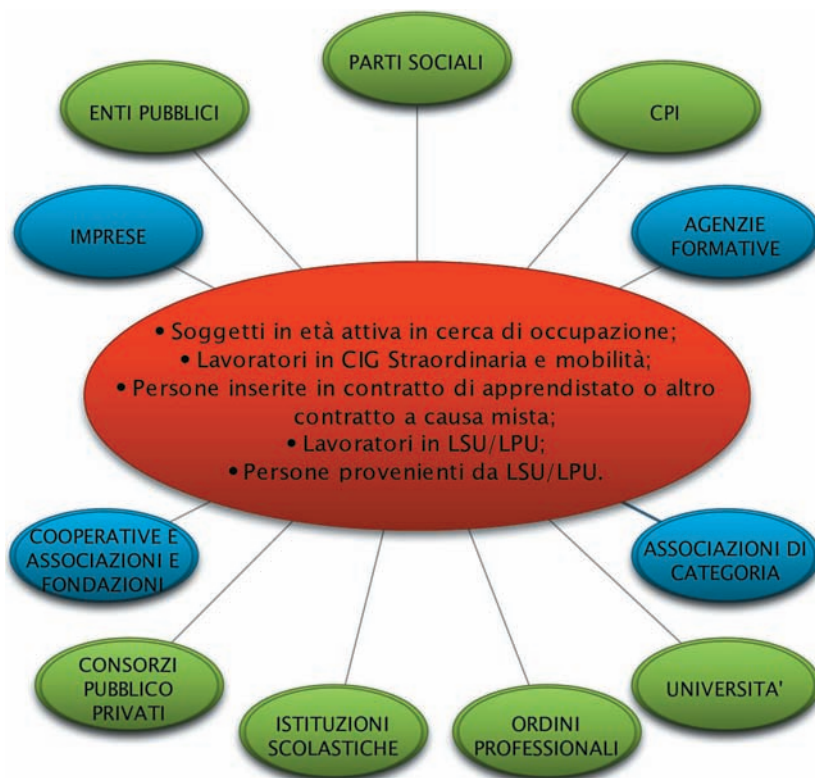 PARTI SOCIALI
ENTI PUBBLICI
CPI
IMPRESE
AGENZIE
FORMATIVE
• Soggetti in età attiva in cerca di occupazione;
• Lavoratori in CIG Straordinaria e mobilità;
• Persone inserite in contratto di apprendistato o altro
contratto a causa mista;
• Lavoratori in LSU/LPU;
• Persone provenienti da LSU/LPU.
COOPERATIVE E
ASSOCIAZIONI E
FONDAZIONI
ASSOCIAZIONI DI
CATEGORIA
CONSORZI
PUBBLICO
PRIVATI
UNIVERSITA'
ISTITUZIONI
SCOLASTICHE
ORDINI
PROFESSIONALI